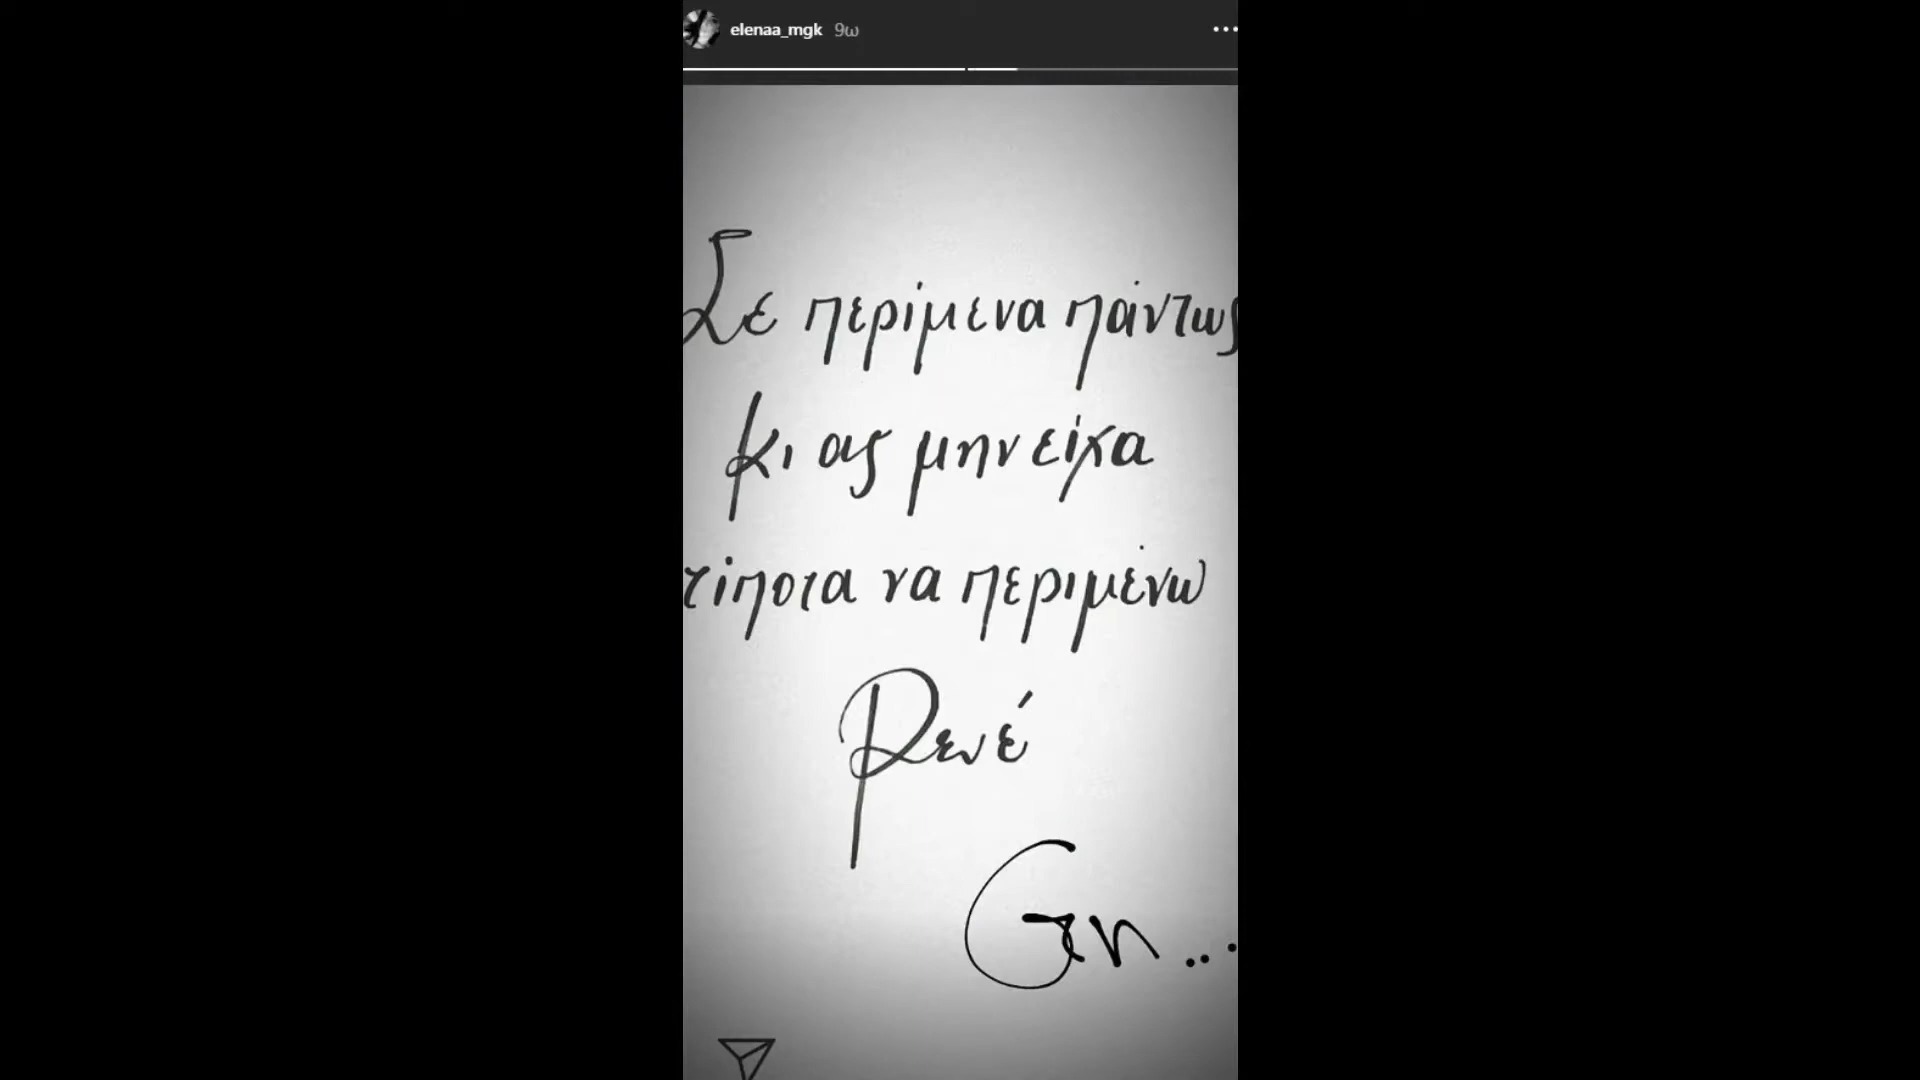 elenaa_mgk 9ω
Σε περίμενα πάντως
κι ας μην είχα
τίποτα να περιμένω
Ρενέ
Gn...